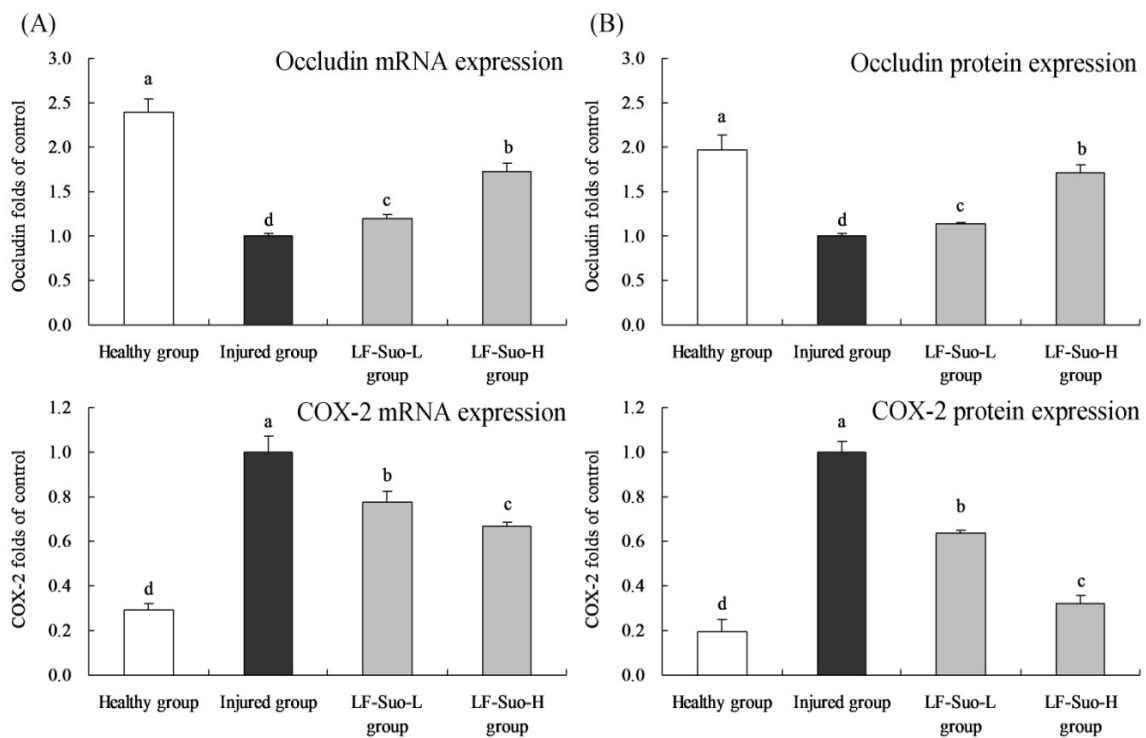 (A)
Occludin mRNA expression
Occludin folds of control
3.0
2.5
2.0
1.5
1.0
0.5
0.0
a
d
c
b
Healthy group
Injured group
LF-Suo-L
group
LF-Suo-H
group
(B)
Occludin protein expression
Occludin folds of control
3.0
2.5
2.0
1.5
1.0
0.5
0.0
a
d
c
b
Healthy group
Injured group
LF-Suo-L
group
LF-Suo-H
group
COX-2 mRNA expression
COX-2 folds of control
1.2
1.0
0.8
0.6
0.4
0.2
0.0
d
a
b
c
Healthy group
Injured group
LF-Suo-L
group
LF-Suo-H
group
COX-2 protein expression
COX-2 folds of control
1.2
1.0
0.8
0.6
0.4
0.2
0.0
d
a
b
c
Healthy group
Injured group
LF-Suo-L
group
LF-Suo-H
group